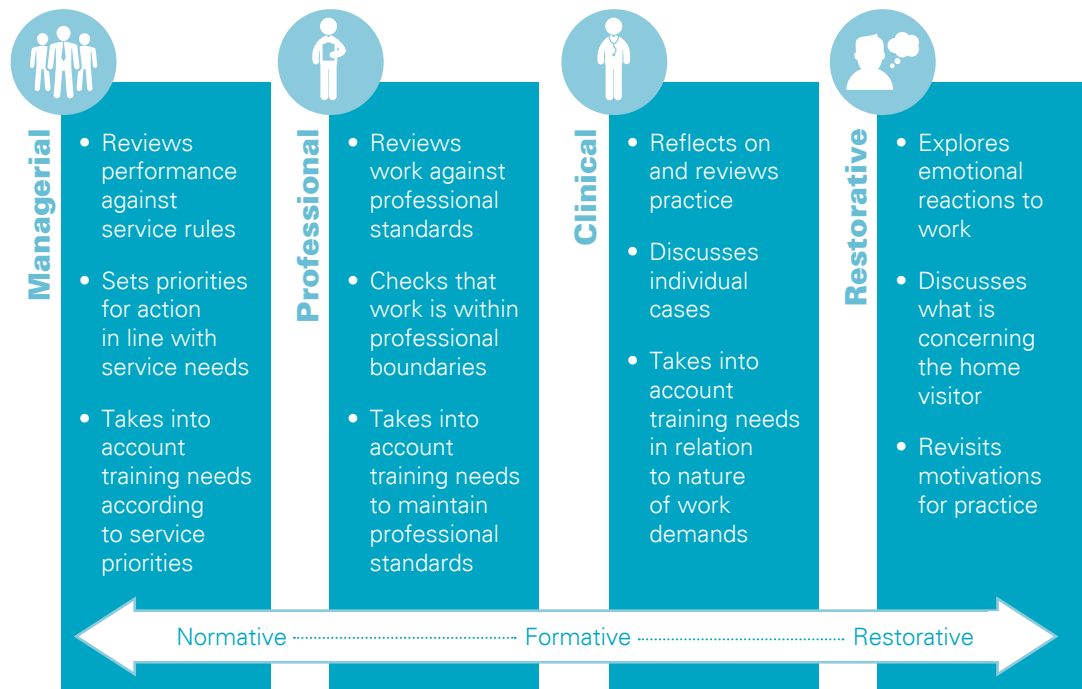 Managerial
• Reviews
performance
against
service rules
• Sets priorities
for action
in line with
service needs
• Takes into
account
training needs
according
to service
priorities
Professional
• Reviews
work against
professional
standards
• Checks that
work is within
professional
boundaries
• Takes into
account
training needs
to maintain
professional
standards
Clinical
• Reflects on
and reviews
practice
• Discusses
individual
cases
• Takes into
account
training needs
in relation
to nature
of work
demands
Restorative
• Explores
emotional
reactions to
work
• Discusses
what is
concerning
the home
visitor
• Revisits
motivations
for practice
Normative Formative Restorative